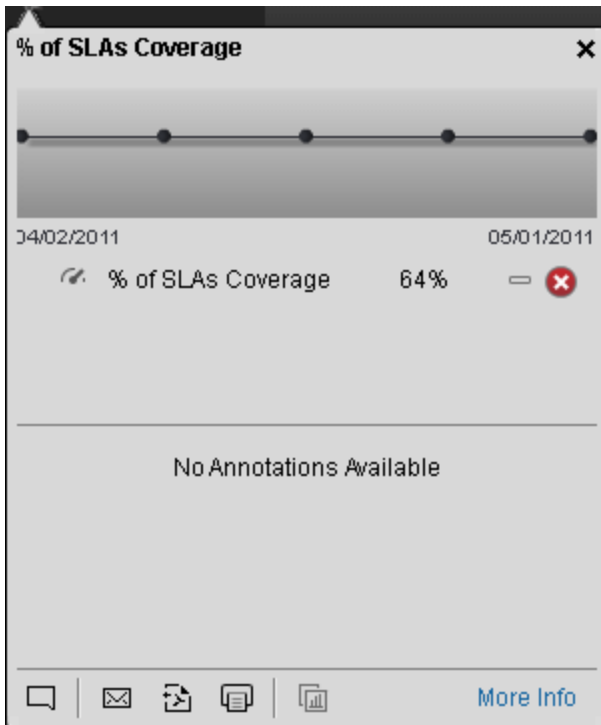 % of SLAs Coverage
04/02/2011 05/01/2011
% of SLAs Coverage 64%
No Annotations Available
More Info